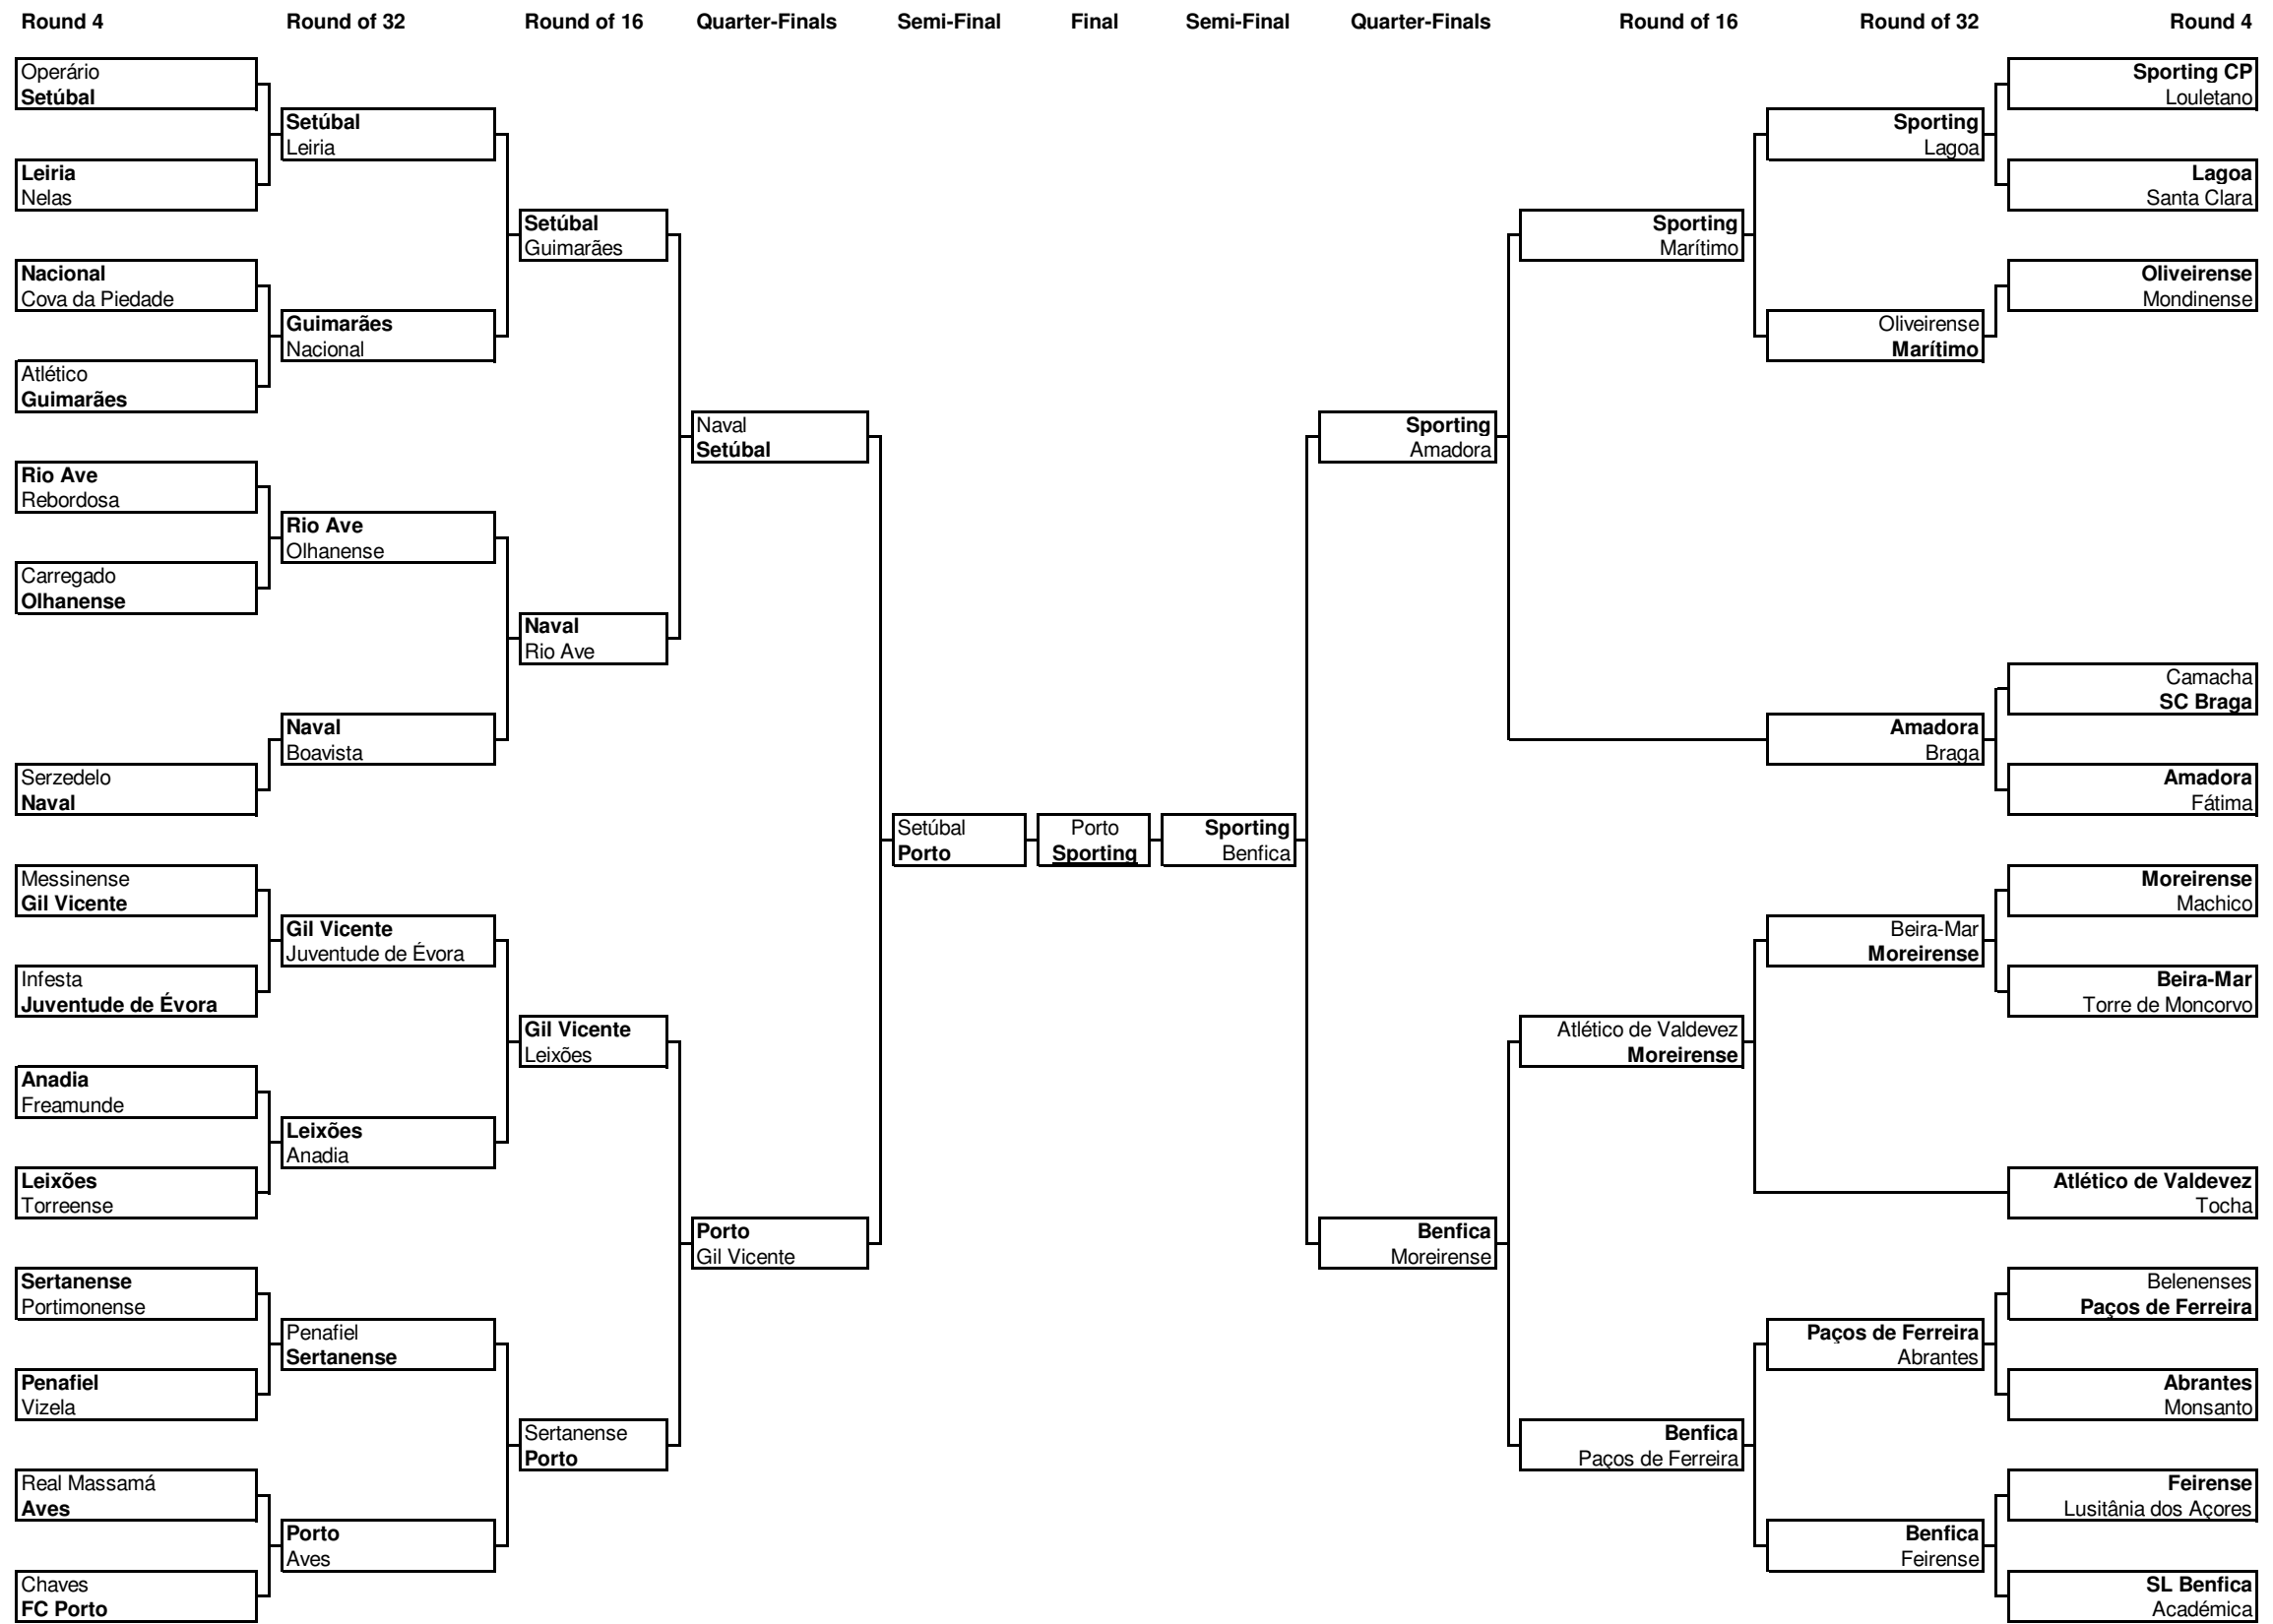 Round 4
Round of 32
Round of 16
Quarter-Finals
Semi-Final
Final
Semi-Final
Quarter-Finals
Round of 16
Round of 32
Round 4
Operário
Setúbal
Leiria
Nelas
Nacional
Cova da Piedade
Atlético
Guimarães
Rio Ave
Rebordosa
Carregado
Olhanense
Serzedelo
Naval
Messinense
Gil Vicente
Infesta
Juventude de Évora
Anadia
Freamunde
Leixões
Torreense
Sertanense
Portimonense
Penafiel
Vizela
Real Massamá
Aves
Chaves
FC Porto
Setúbal
Leiria
Guimarães
Nacional
Rio Ave
Olhanense
Naval
Boavista
Gil Vicente
Juventude de Évora
Leixões
Anadia
Penafiel
Sertanense
Porto
Aves
Setúbal
Guimarães
Naval
Rio Ave
Gil Vicente
Leixões
Sertanense
Porto
Naval
Setúbal
Porto
Gil Vicente
Setúbal
Porto
Porto
Sporting
Sporting
Benfica
Sporting
Amadora
Benfica
Moreirense
Sporting
Marítimo
Atlético de Valdevez
Moreirense
Benfica
Paços de Ferreira
Sporting
Lagoa
Oliveirense
Marítimo
Amadora
Braga
Beira-Mar
Moreirense
Paços de Ferreira
Abrantes
Benfica
Feirense
Sporting CP
Louletano
Lagoa
Santa Clara
Oliveirense
Mondinense
Camacha
SC Braga
Amadora
Fátima
Moreirense
Machico
Beira-Mar
Torre de Moncorvo
Atlético de Valdevez
Tocha
Belenenses
Paços de Ferreira
Abrantes
Monsanto
Feirense
Lusitânia dos Açores
SL Benfica
Académica